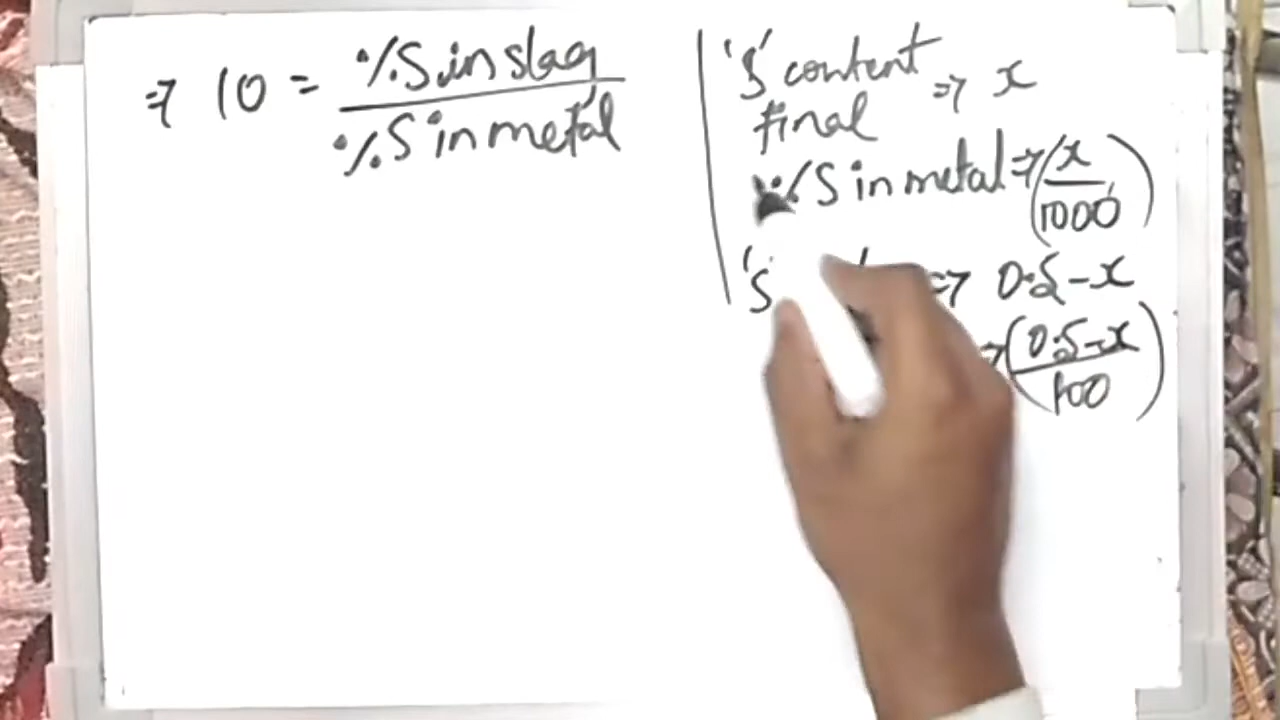 ⇒ 10 = %S in slag / %S in metal
'S' content final ⇒ x
%S in metal ⇒ (x/1000)
'S ' ⇒ 0.5-x
⇒ (0.5-x/100)